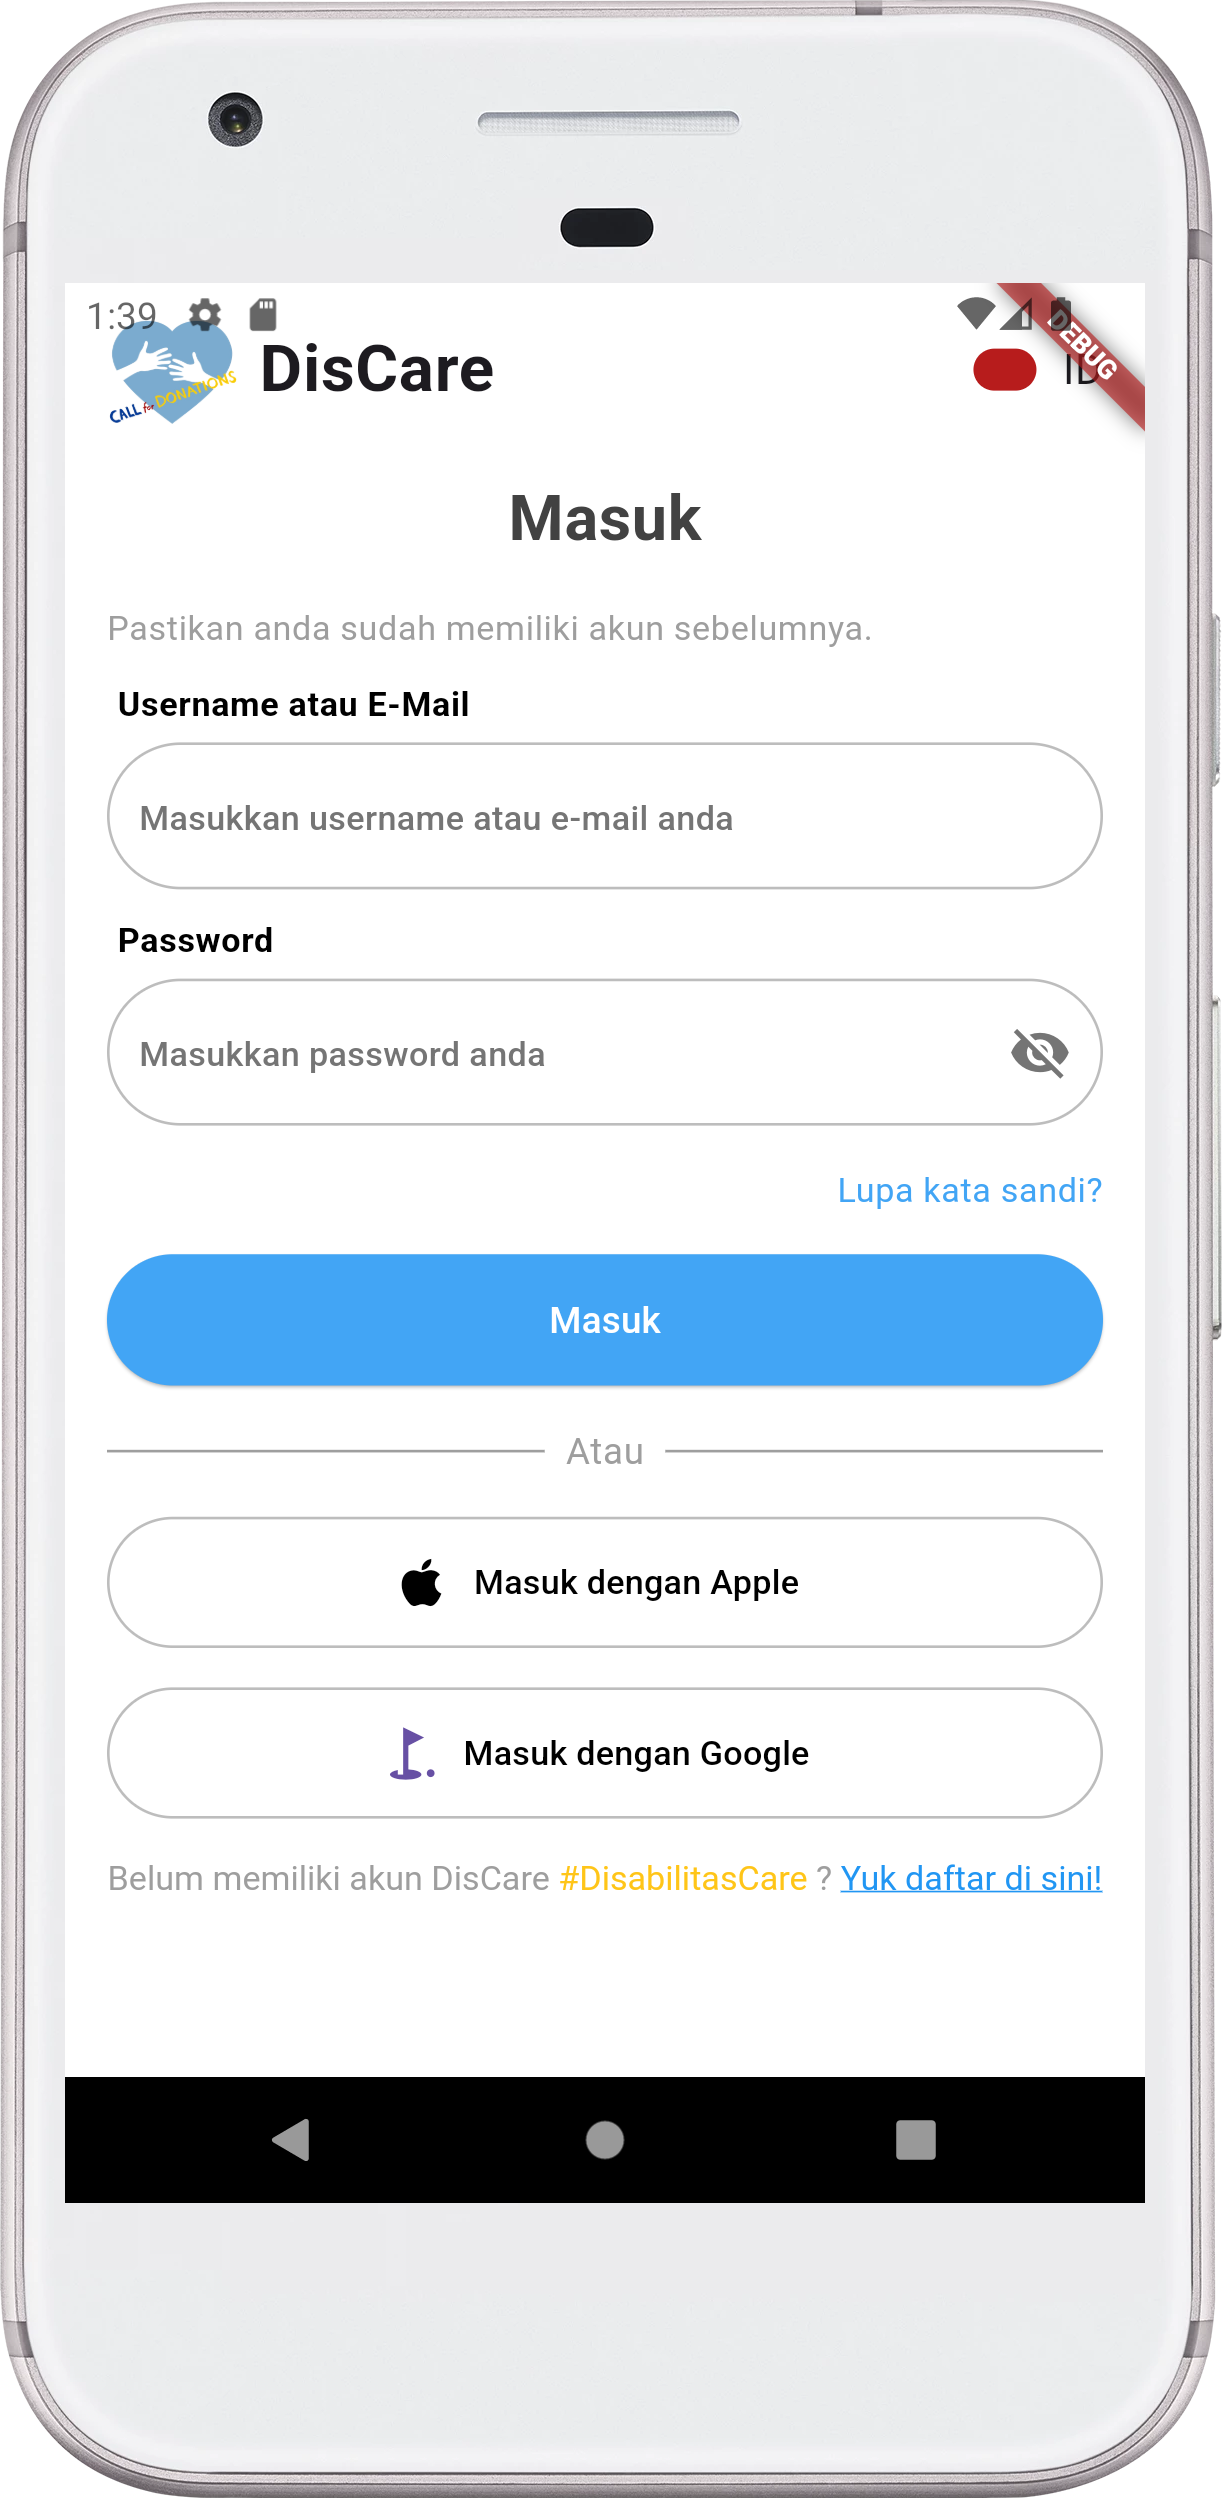 1:39
DEBUG
DisCare
ID
CALL for DONATIONS
Masuk
Pastikan anda sudah memiliki akun sebelumnya.
Username atau E-Mail
Masukkan username atau e-mail anda
Password
Masukkan password anda
Lupa kata sandi?
Masuk
Atau
Masuk dengan Apple
Masuk dengan Google
Belum memiliki akun DisCare #DisabilitasCare ? Yuk daftar di sini!